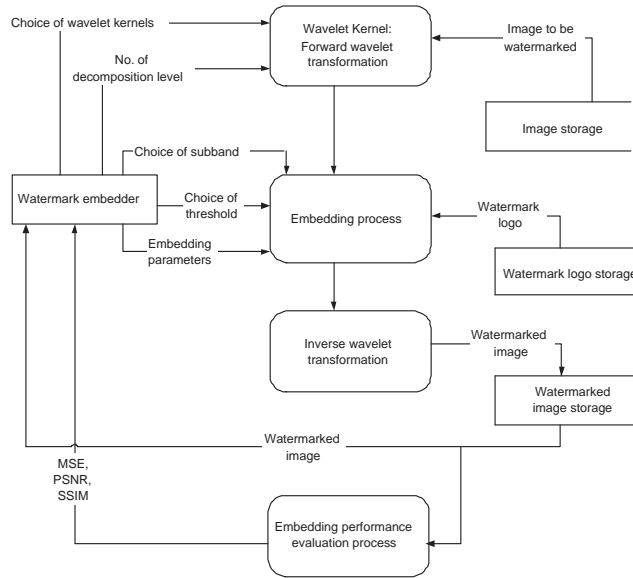 Choice of wavelet kernels
Wavelet Kernel:
Forward wavelet
transformation
Image to be
watermarked
No. of
decomposition level
Image storage
Choice of subband
Watermark embedder
Choice of
threshold
Embedding process
Watermark
logo
Embedding
parameters
Watermark logo storage
Inverse wavelet
transformation
Watermarked
image
Watermarked
image storage
Watermarked
image
MSE,
PSNR,
SSIM
Embedding performance
evaluation process